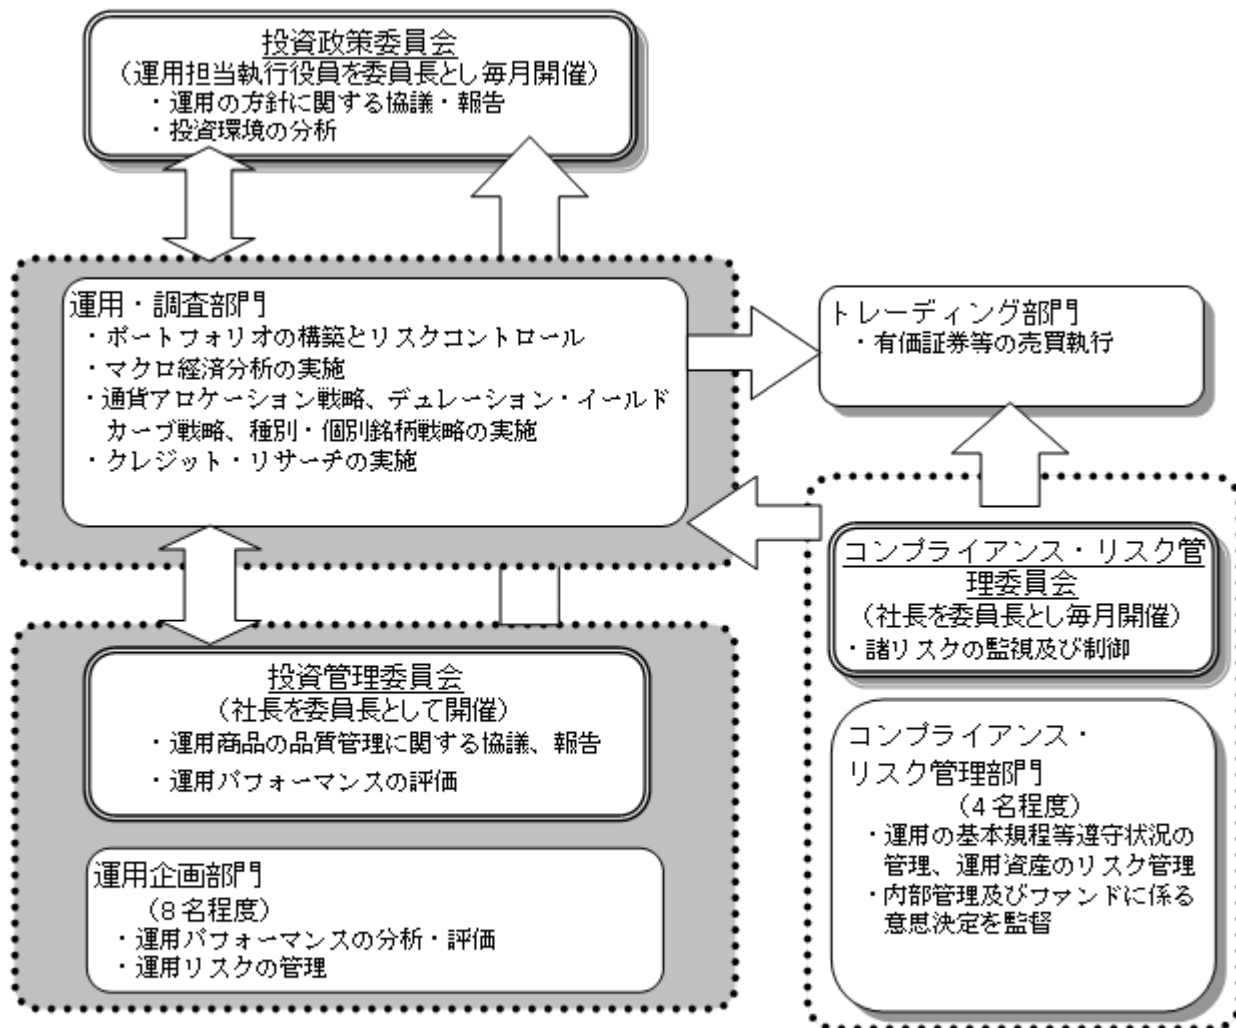 投資政策委員会
(運用担当執行役員を委員長とし毎月開催)
・運用の方針に関する協議・報告
・投資環境の分析
運用・調査部門
・ポートフォリオの構築とリスクコントロール
・マクロ経済分析の実施
・通貨アロケーション戦略、デュレーション・イールド
カーブ戦略、種別・個別銘柄戦略の実施
・クレジット・リサーチの実施
トレーディング部門
・有価証券等の売買執行
投資管理委員会
(社長を委員長として開催)
・運用商品の品質管理に関する協議、報告
・運用パフォーマンスの評価
運用企画部門
(8名程度)
・運用パフォーマンスの分析・評価
・運用リスクの管理
コンプライアンス・リスク管
理委員会
(社長を委員長とし毎月開催)
・諸リスクの監視及び制御
コンプライアンス・
リスク管理部門
(4名程度)
・運用の基本規程等遵守状況の
管理、運用資産のリスク管理
・内部管理及びファンドに係る
意思決定を監督